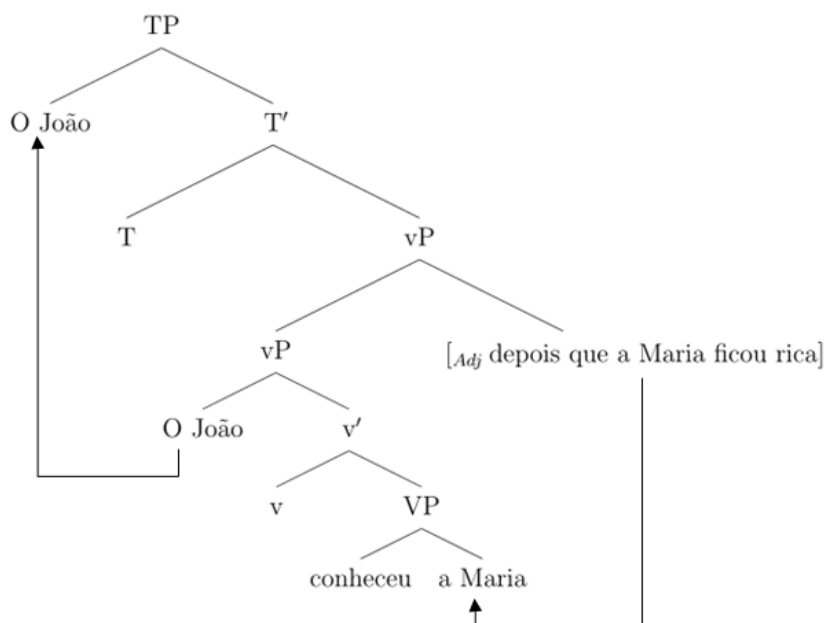 TP
O João T′
T vP
vP [Adj depois que a Maria ficou rica]
O João v′
v VP
conheceu a Maria